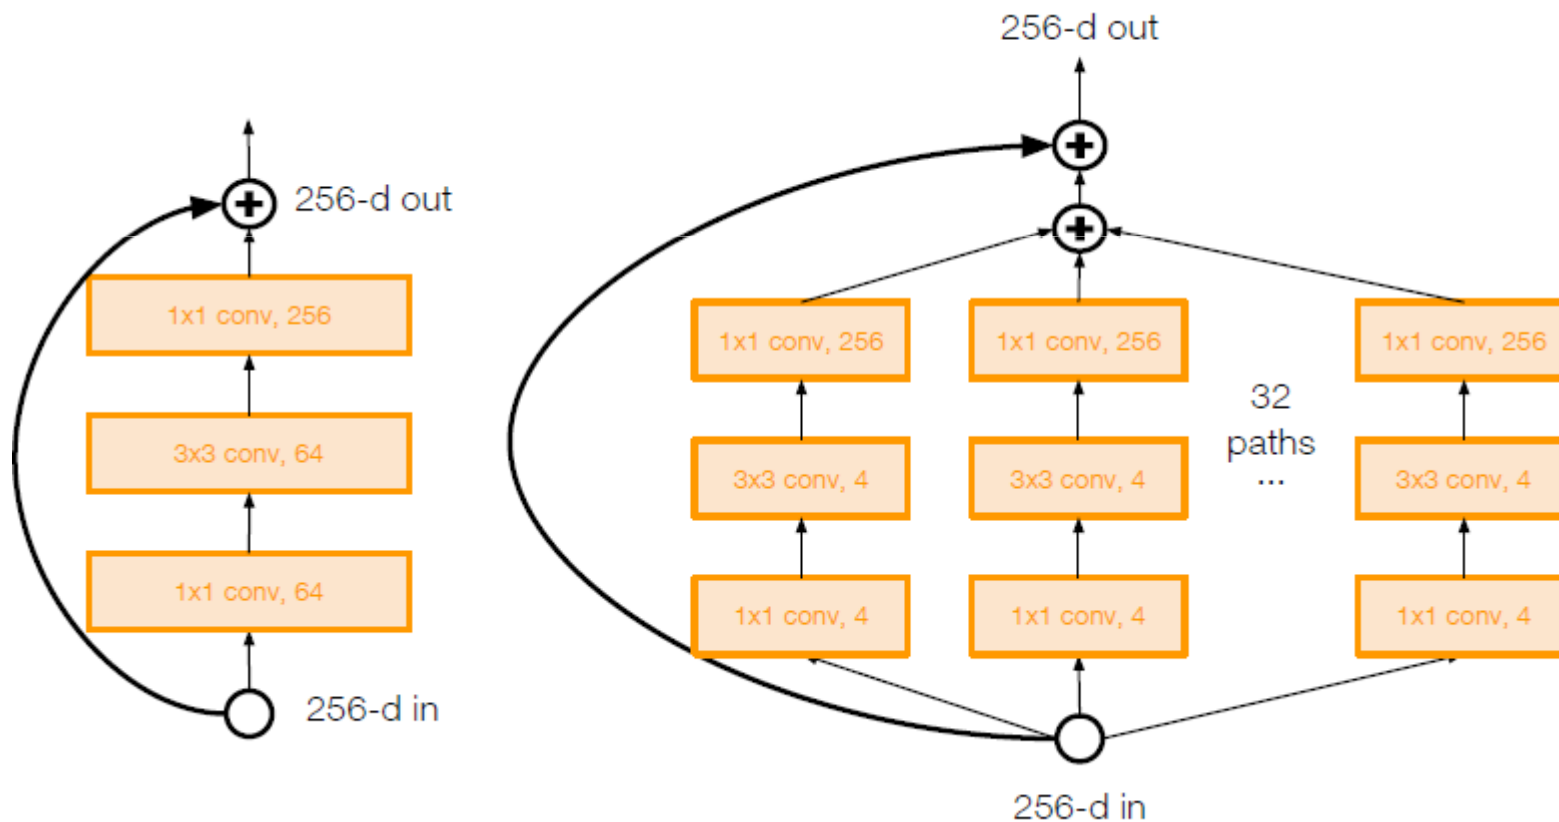 256-d out
1x1 conv, 256
3x3 conv, 64
1x1 conv, 64
256-d in
256-d out
1x1 conv, 256
1x1 conv, 256
1x1 conv, 256
32
paths
...
3x3 conv, 4
3x3 conv, 4
3x3 conv, 4
1x1 conv, 4
1x1 conv, 4
1x1 conv, 4
256-d in